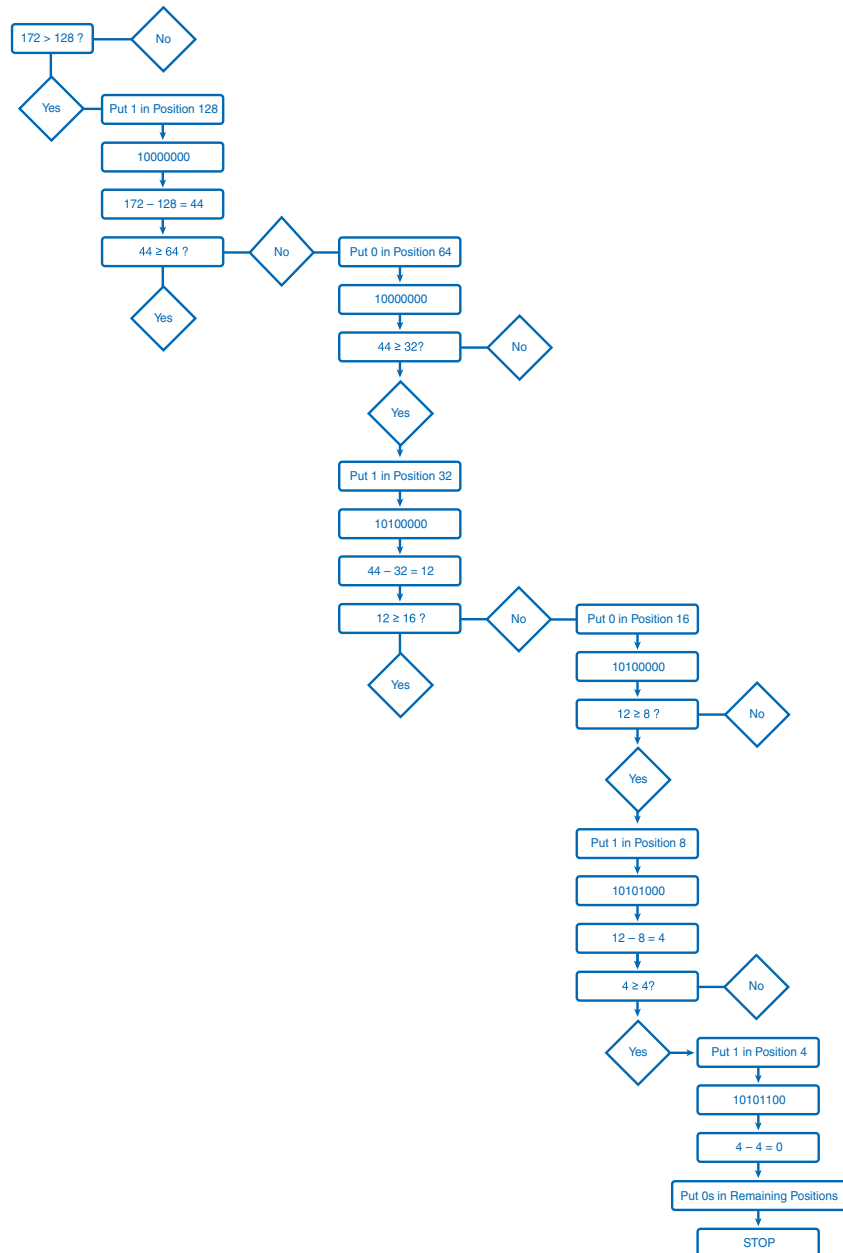 172 > 128 ?
No
Yes
Put 1 in Position 128
10000000
172 – 128 = 44
44 ≥ 64 ?
No
Put 0 in Position 64
Yes
10000000
44 ≥ 32?
No
Yes
Put 1 in Position 32
10100000
44 – 32 = 12
12 ≥ 16 ?
No
Put 0 in Position 16
Yes
10100000
12 ≥ 8 ?
No
Yes
Put 1 in Position 8
10101000
12 – 8 = 4
4 ≥ 4?
No
Yes
Put 1 in Position 4
10101100
4 – 4 = 0
Put 0s in Remaining Positions
STOP